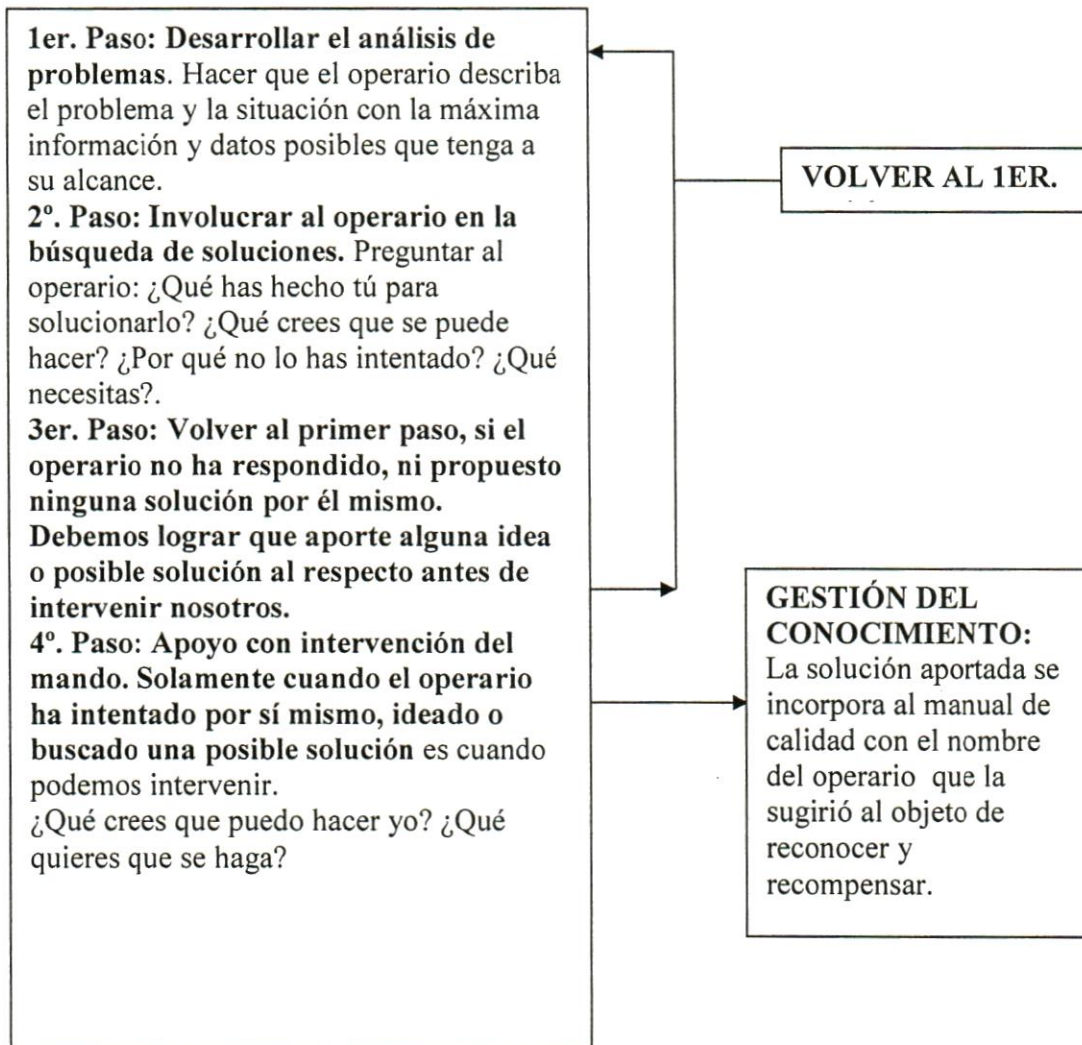 1er. Paso: Desarrollar el análisis de
problemas. Hacer que el operario describa
el problema y la situación con la máxima
información y datos posibles que tenga a
su alcance.
2º. Paso: Involucrar al operario en la
búsqueda de soluciones. Preguntar al
operario: ¿Qué has hecho tú para
solucionarlo? ¿Qué crees que se puede
hacer? ¿Por qué no lo has intentado? ¿Qué
necesitas?.
3er. Paso: Volver al primer paso, si el
operario no ha respondido, ni propuesto
ninguna solución por él mismo.
Debemos lograr que aporte alguna idea
o posible solución al respecto antes de
intervenir nosotros.
4º. Paso: Apoyo con intervención del
mando. Solamente cuando el operario
ha intentado por sí mismo, ideado o
buscado una posible solución es cuando
podemos intervenir.
¿Qué crees que puedo hacer yo? ¿Qué
quieres que se haga?
VOLVER AL 1ER.
GESTIÓN DEL
CONOCIMIENTO:
La solución aportada se
incorpora al manual de
calidad con el nombre
del operario que la
sugirió al objeto de
reconocer y
recompensar.